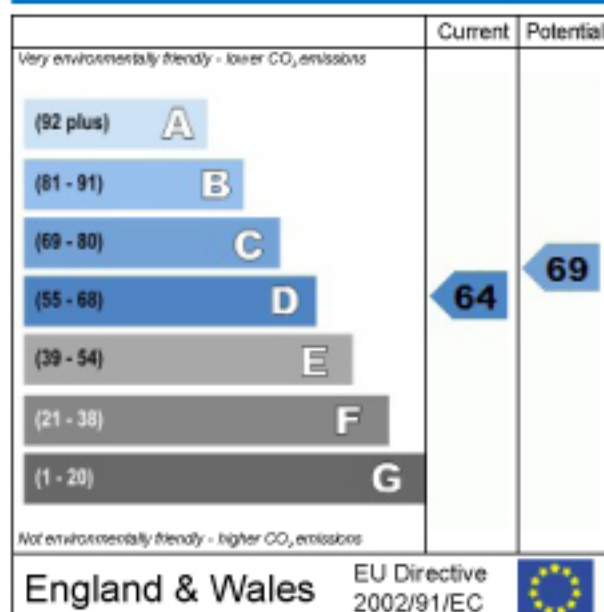 Current Potential
Very environmentally friendly - lower CO₂ emissions
(92 plus) A
(81 - 91) B
(69 - 80) C
(55 - 68) D
64
69
(39 - 54) E
(21 - 38) F
(1 - 20) G
Not environmentally friendly - higher CO₂ emissions
England & Wales
EU Directive
2002/91/EC